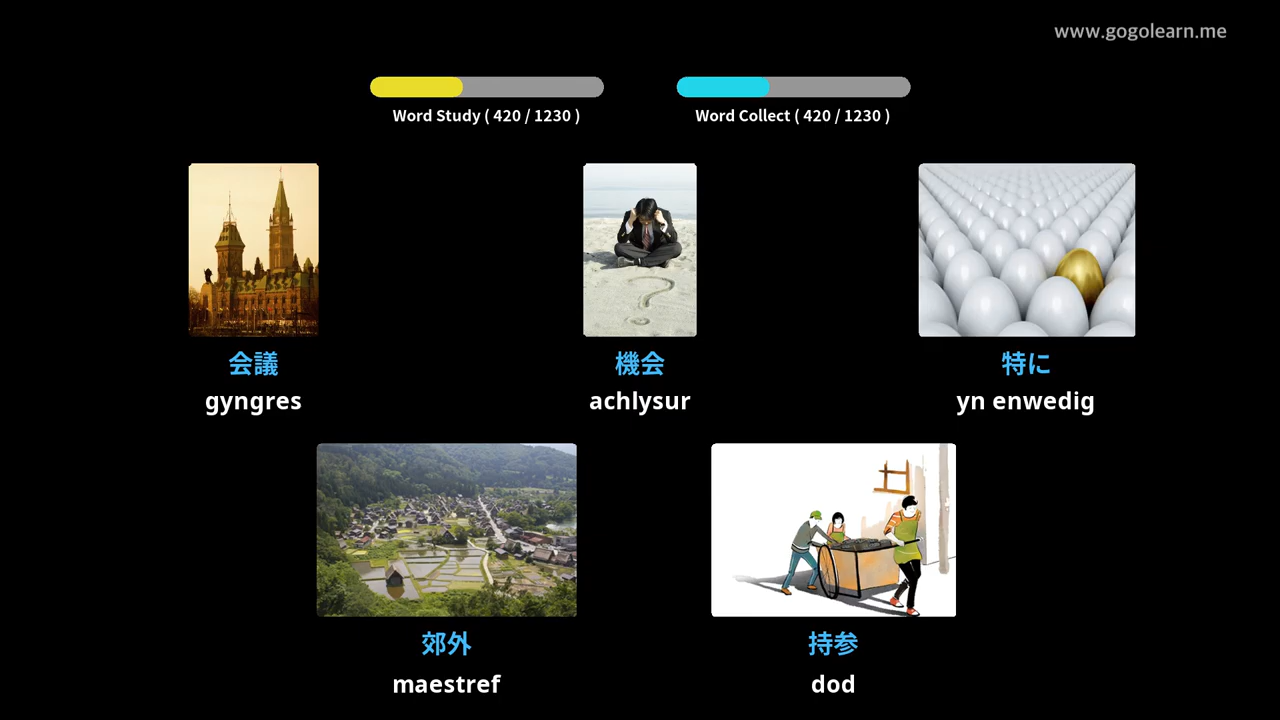 www.gogolearn.me
Word Study ( 420 / 1230 )
Word Collect ( 420 / 1230 )
会議
gyngres
機会
achlysur
特に
yn enwedig
郊外
maestref
持参
dod